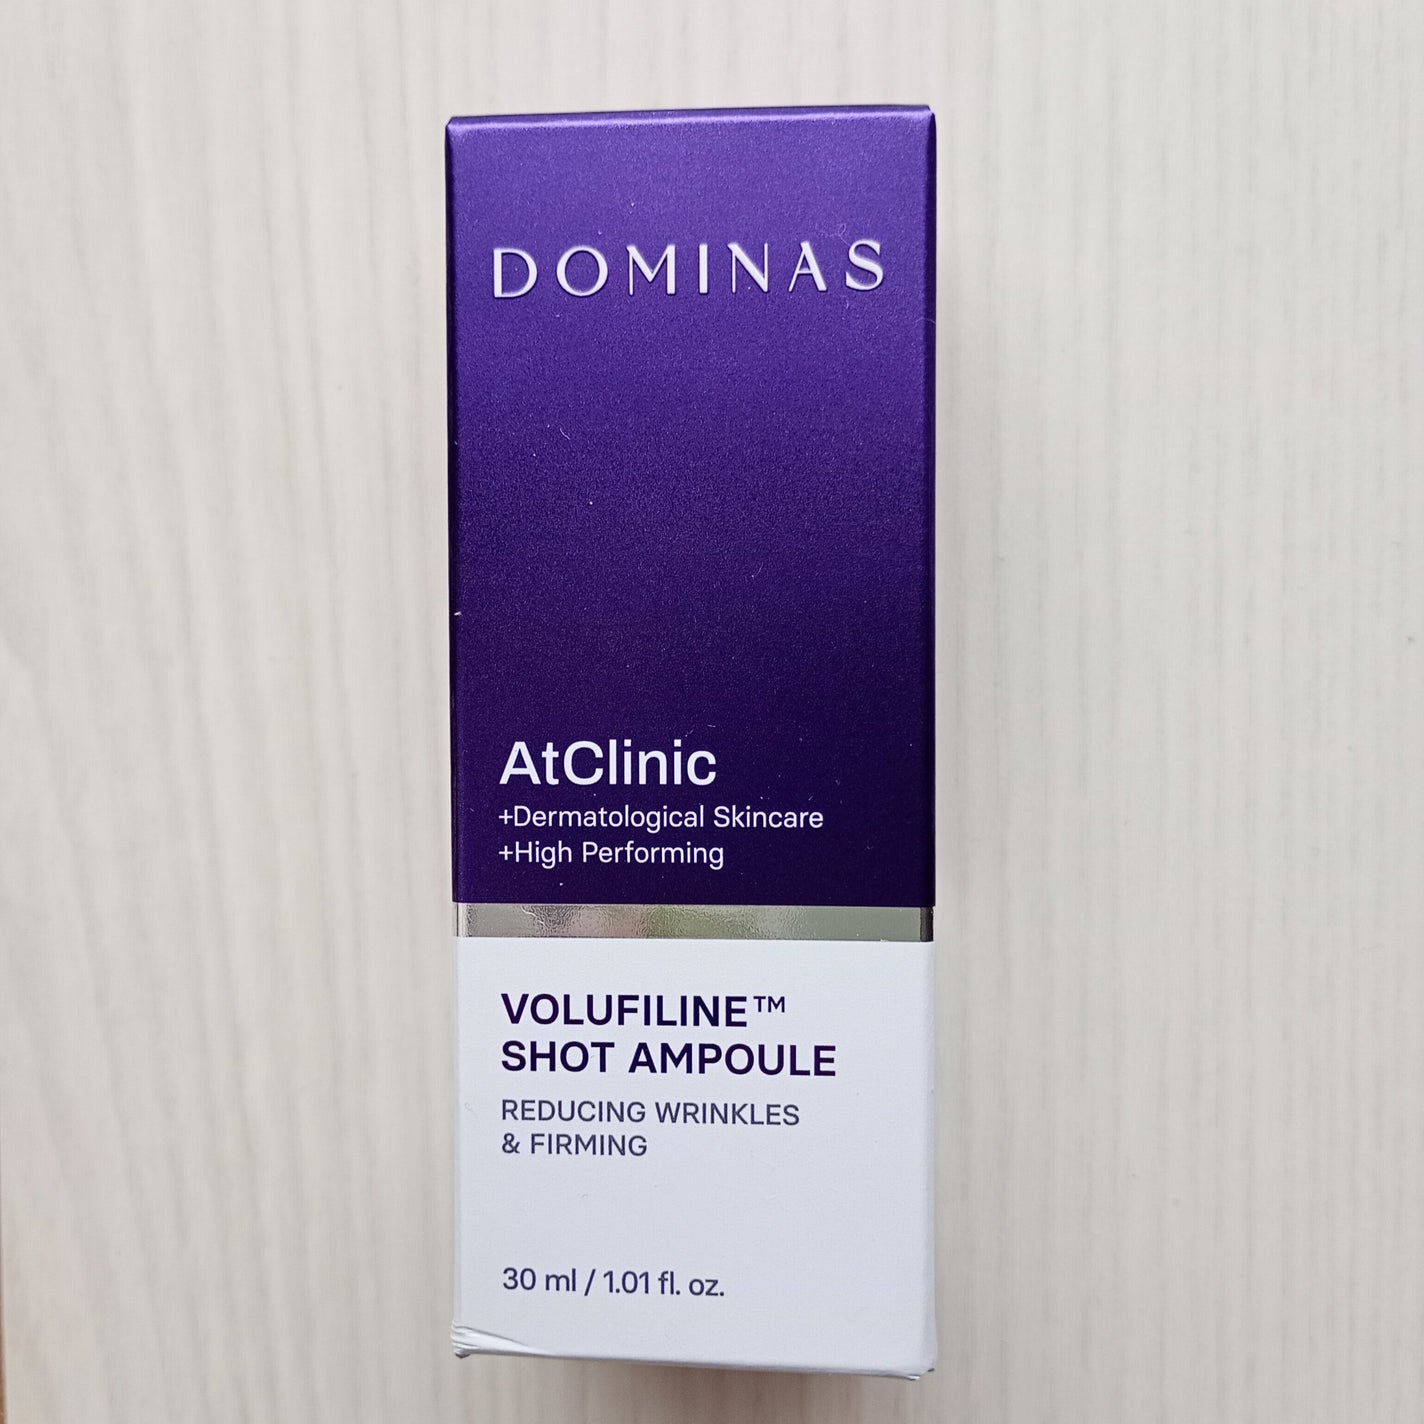 DOMINAS
AtClinic
+Dermatological Skincare
+High Performing
VOLUFILINE™
SHOT AMPOULE
REDUCING WRINKLES
& FIRMING
30 ml / 1.01 fl. oz.